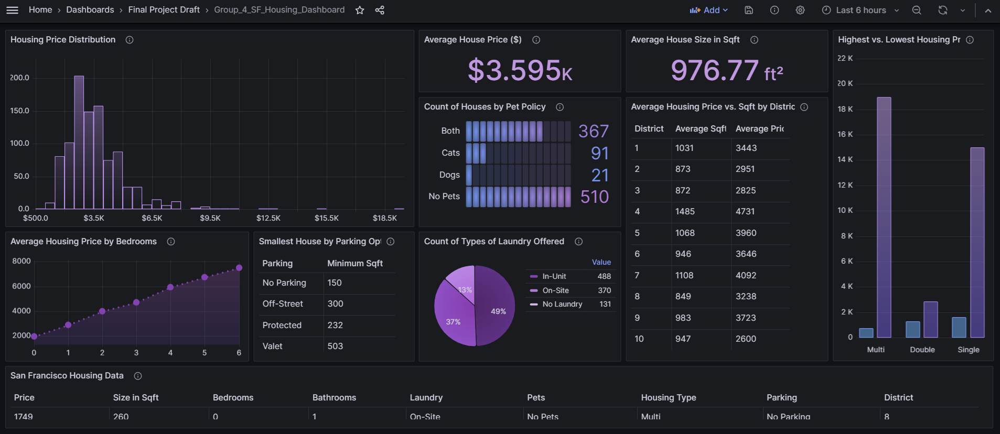 Home › Dashboards › Final Project Draft › Group_4_SF_Housing_Dashboard
Add
Last 6 hours
Housing Price Distribution
200.0
150.0
100.0
50.0
0.0
$500.0 $3.5K $6.5K $9.5K $12.5K $15.5K $18.5K
Average House Price ($)
$3.595K
Average House Size in Sqft
976.77 ft²
Count of Houses by Pet Policy
Both 367
Cats 91
Dogs 21
No Pets 510
Average Housing Price vs. Sqft by Distric
District Average Sqft Average Pric
1 1031 3443
2 873 2951
3 872 2825
4 1485 4731
5 1068 3960
6 946 3646
7 1108 4092
8 849 3238
9 983 3723
10 947 2600
Highest vs. Lowest Housing Pr
22 K
20 K
18 K
16 K
14 K
12 K
10 K
8 K
6 K
4 K
2 K
0
Multi Double Single
Average Housing Price by Bedrooms
8000
6000
4000
2000
0 1 2 3 4 5 6
Smallest House by Parking Opt
Parking Minimum Sqft
No Parking 150
Off-Street 300
Protected 232
Valet 503
Count of Types of Laundry Offered
13%
49%
37%
Value
In-Unit 488
On-Site 370
No Laundry 131
San Francisco Housing Data
Price Size in Sqft Bedrooms Bathrooms Laundry Pets Housing Type Parking District
1749 260 0 1 On-Site No Pets Multi No Parking 8